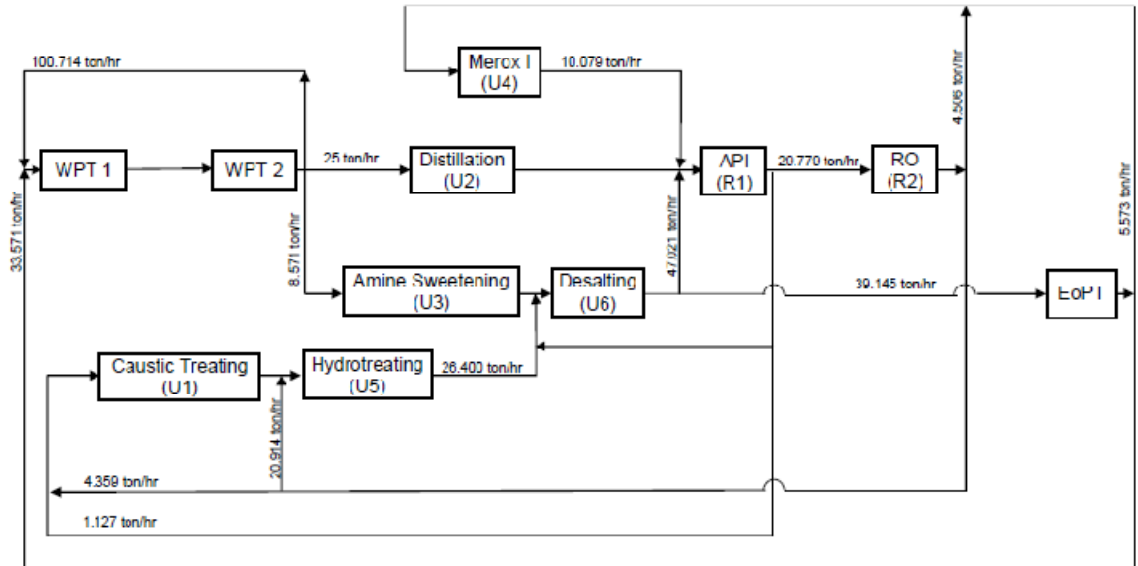 100.714 ton/hr
Merox I
(U4)
10.079 ton/hr
4.506 ton/hr
WPT 1
WPT 2
25 ton/hr
Distillation
(U2)
API
(R1)
20.770 ton/hr
RO
(R2)
33.571 ton/hr
8.571 ton/hr
47.021 ton/hr
5.573 ton/hr
Amine Sweetening
(U3)
Desalting
(U6)
39.145 ton/hr
EoPT
Caustic Treating
(U1)
Hydrotreating
(U5)
26.400 ton/hr
20.914 ton/hr
4.359 ton/hr
1.127 ton/hr